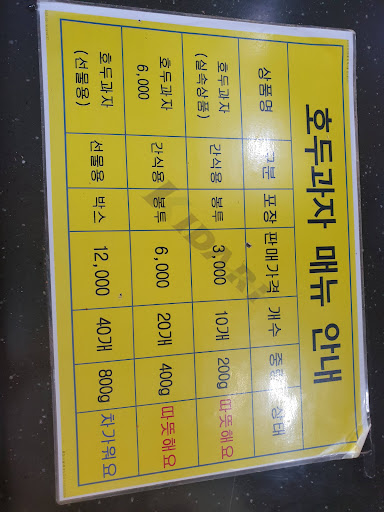 호두과자 매뉴 안내
상품명 구분 포장 판매가격 개수 중량 상태
호두과자 (실속상품) 간식용 봉투 3,000 10개 200g 따뜻해요
호두과자 6,000 간식용 봉투 6,000 20개 400g 따뜻해요
호두과자 (선물용) 선물용 박스 12,000 40개 800g 차가워요
KIDARI